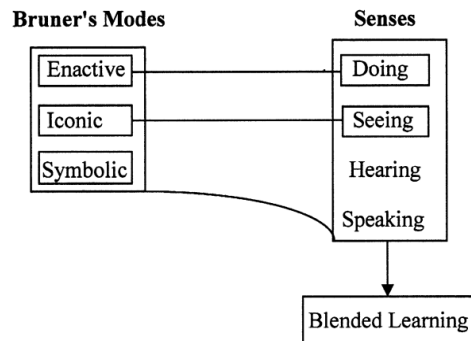 Bruner's Modes
Senses
Enactive
Doing
Iconic
Seeing
Symbolic
Hearing
Speaking
Blended Learning